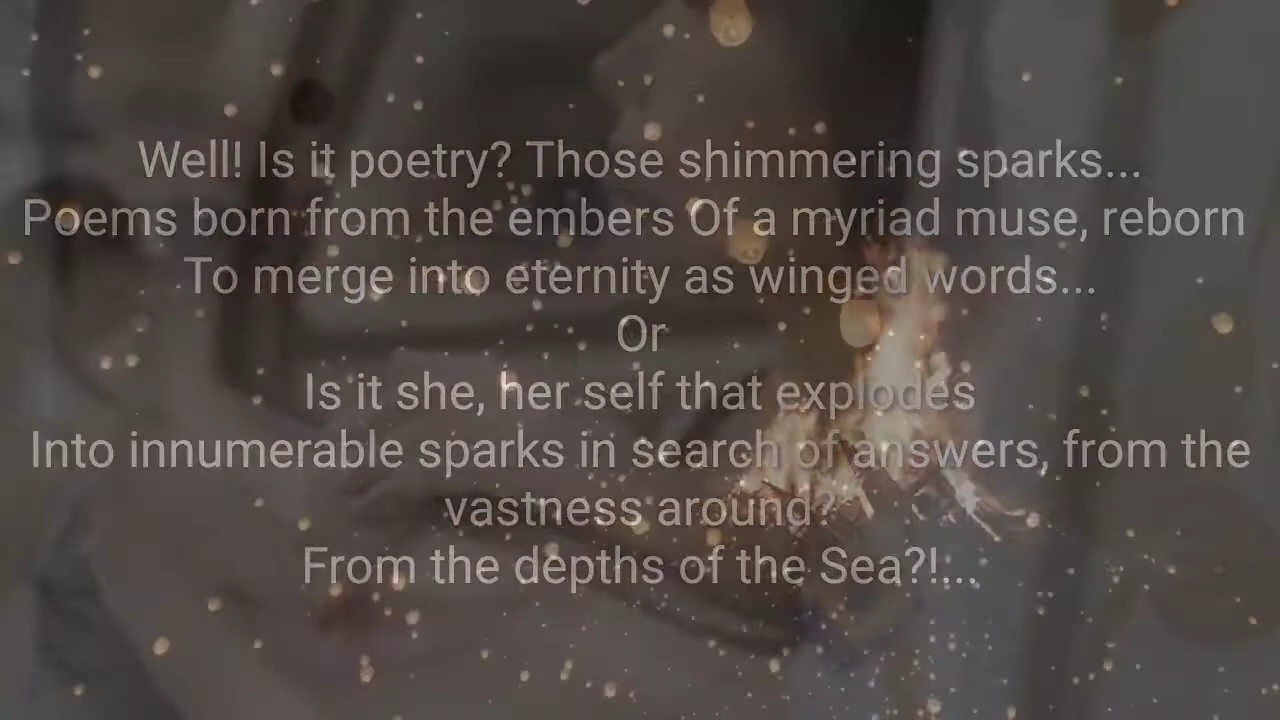 Well! Is it poetry? Those shimmering sparks...
Poems born from the embers Of a myriad muse, reborn
To merge into eternity as winged words...
Or
Is it she, her self that explodes
Into innumerable sparks in search of answers, from the
vastness around?
From the depths of the Sea?!...